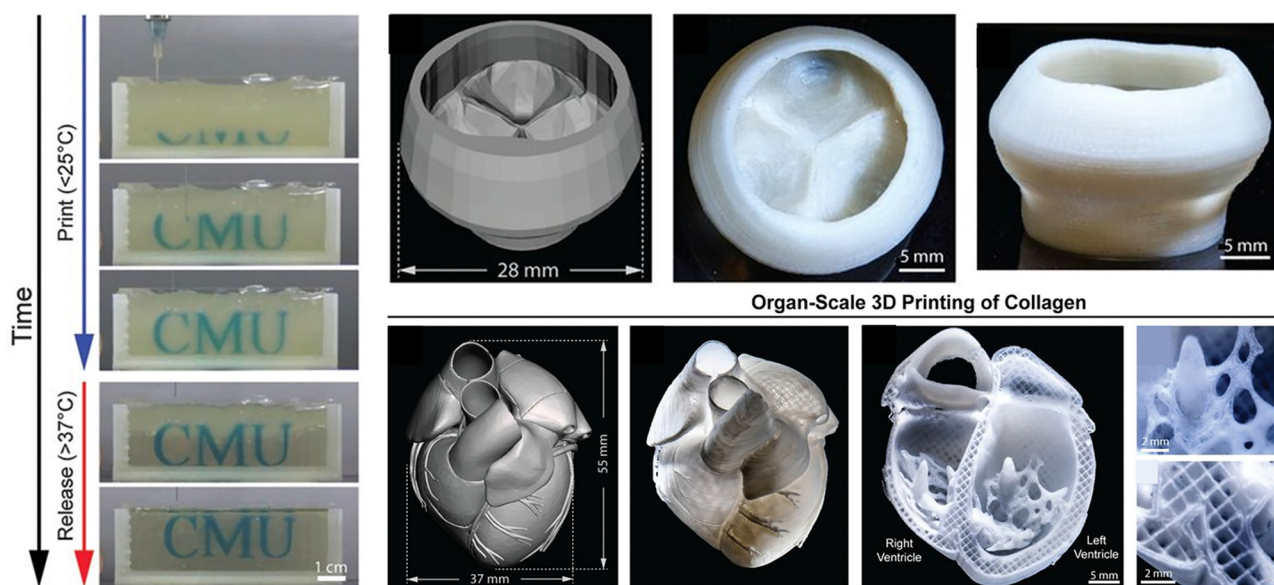 Time
Print (<25°C)
Release (>37°C)
CMU
CMU
CMU
CMU
CMU
1 cm
28 mm
5 mm
5 mm
Organ-Scale 3D Printing of Collagen
55 mm
37 mm
Right
Ventricle
Left
Ventricle
5 mm
2 mm
2 mm